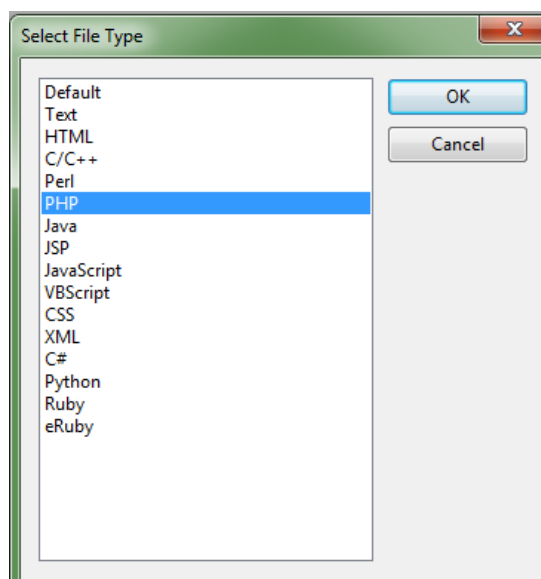 Select File Type
Default
Text
HTML
C/C++
Perl
PHP
Java
JSP
JavaScript
VBScript
CSS
XML
C#
Python
Ruby
eRuby
OK
Cancel